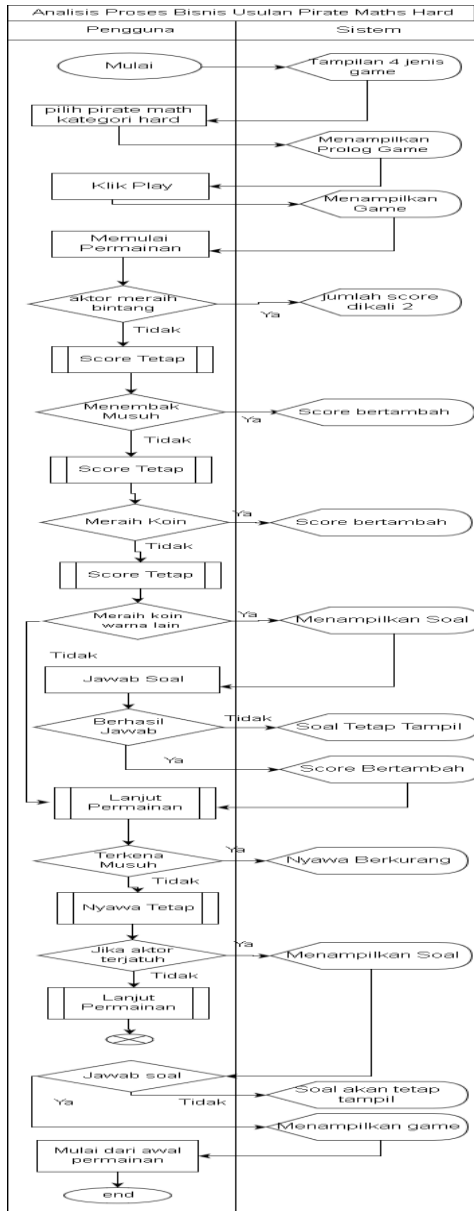 Analisis Proses Bisnis Usulan Pirate Maths Hard
Pengguna
Sistem
Mulai
Tampilan 4 jenis
game
pilih pirate math
kategori hard
Menampilkan
Prolog Game
Klik Play
Menampilkan
Game
Memulai
Permainan
aktor meraih
bintang
Ya
jumlah score
dikali 2
Tidak
Score Tetap
Menembak
Musuh
Ya
Score bertambah
Tidak
Score Tetap
Meraih Koin
Ya
Score bertambah
Tidak
Score Tetap
Meraih koin
warna lain
Ya
Menampilkan Soal
Tidak
Jawab Soal
Berhasil
Jawab
Tidak
Soal Tetap Tampil
Ya
Score Bertambah
Lanjut
Permainan
Terkena
Musuh
Ya
Nyawa Berkurang
Tidak
Nyawa Tetap
Jika aktor
terjatuh
Ya
Menampilkan Soal
Tidak
Lanjut
Permainan
Jawab soal
Ya
Tidak
Soal akan tetap
tampil
Menampilkan game
Mulai dari awal
permainan
end